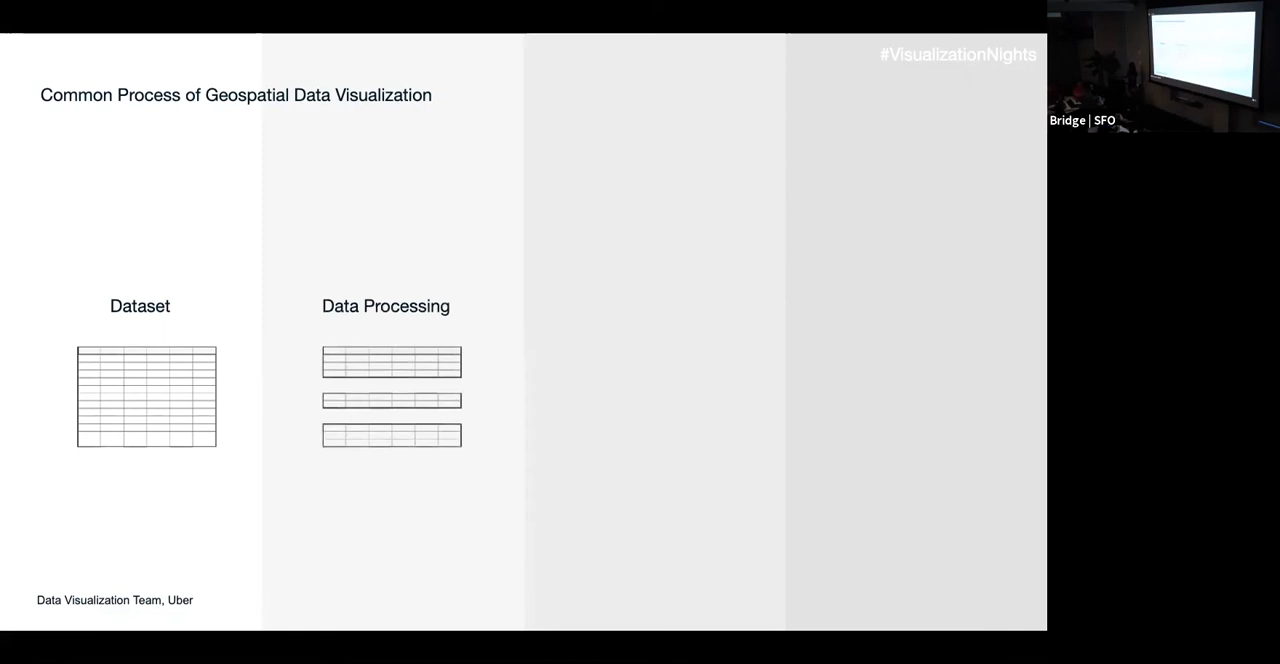 #VisualizationNights
Common Process of Geospatial Data Visualization
Bridge | SFO
Dataset
Data Processing
Data Visualization Team, Uber